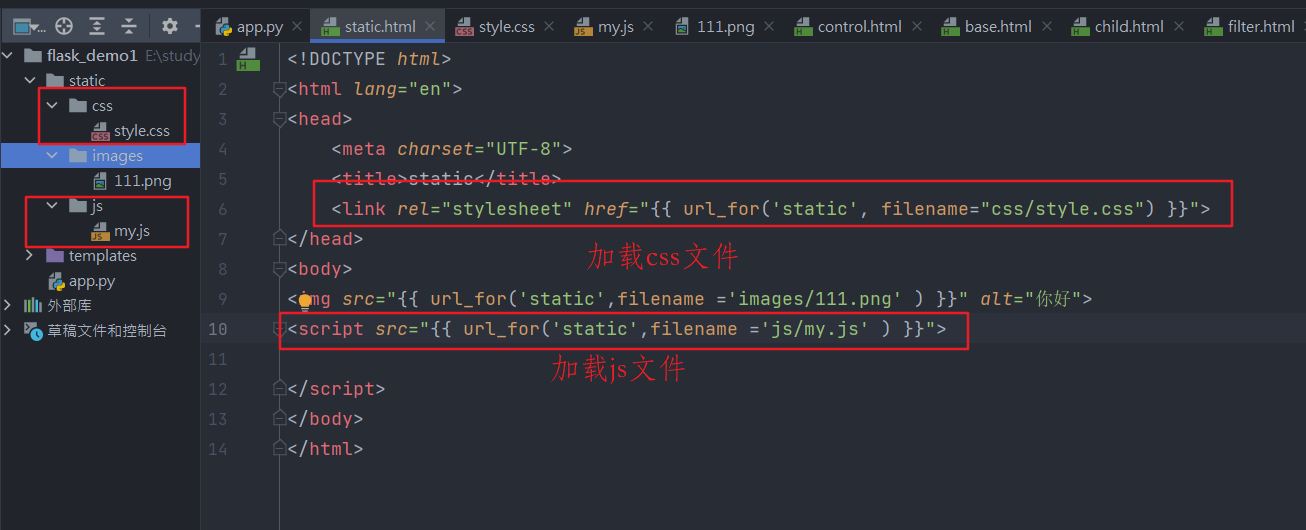 app.py
static.html
style.css
my.js
111.png
control.html
base.html
child.html
filter.html
flask_demo1 E:\study
static
css
style.css
images
111.png
js
my.js
templates
app.py
外部库
草稿文件和控制台
1 <!DOCTYPE html>
2 <html lang="en">
3 <head>
4 <meta charset="UTF-8">
5 <title>static</title>
6 <link rel="stylesheet" href="{{ url_for('static', filename="css/style.css") }}">
7 </head>
加载css文件
8 <body>
9 <img src="{{ url_for('static',filename ='images/111.png' ) }}" alt="你好">
10 <script src="{{ url_for('static',filename ='js/my.js' ) }}">
11
加载js文件
12 </script>
13 </body>
14 </html>